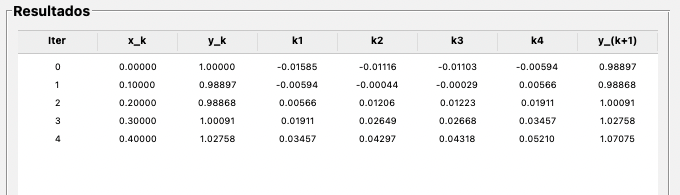 Resultados
Iter x_k y_k k1 k2 k3 k4 y_(k+1)
0 0.00000 1.00000 -0.01585 -0.01116 -0.01103 -0.00594 0.98897
1 0.10000 0.98897 -0.00594 -0.00044 -0.00029 0.00566 0.98868
2 0.20000 0.98868 0.00566 0.01206 0.01223 0.01911 1.00091
3 0.30000 1.00091 0.01911 0.02649 0.02668 0.03457 1.02758
4 0.40000 1.02758 0.03457 0.04297 0.04318 0.05210 1.07075